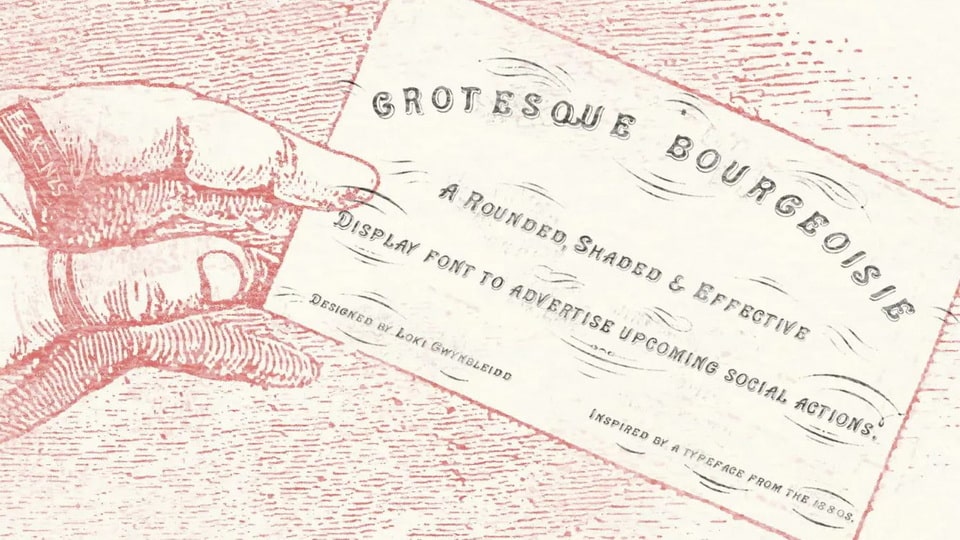 GROTESQUE BOURGEOISIE
A ROUNDED, SHADED & EFFECTIVE
DISPLAY FONT TO ADVERTISE UPCOMING SOCIAL ACTIONS.
DESIGNED BY LOKI GWYNBLEIDD
INSPIRED BY A TYPEFACE FROM THE 1880S.